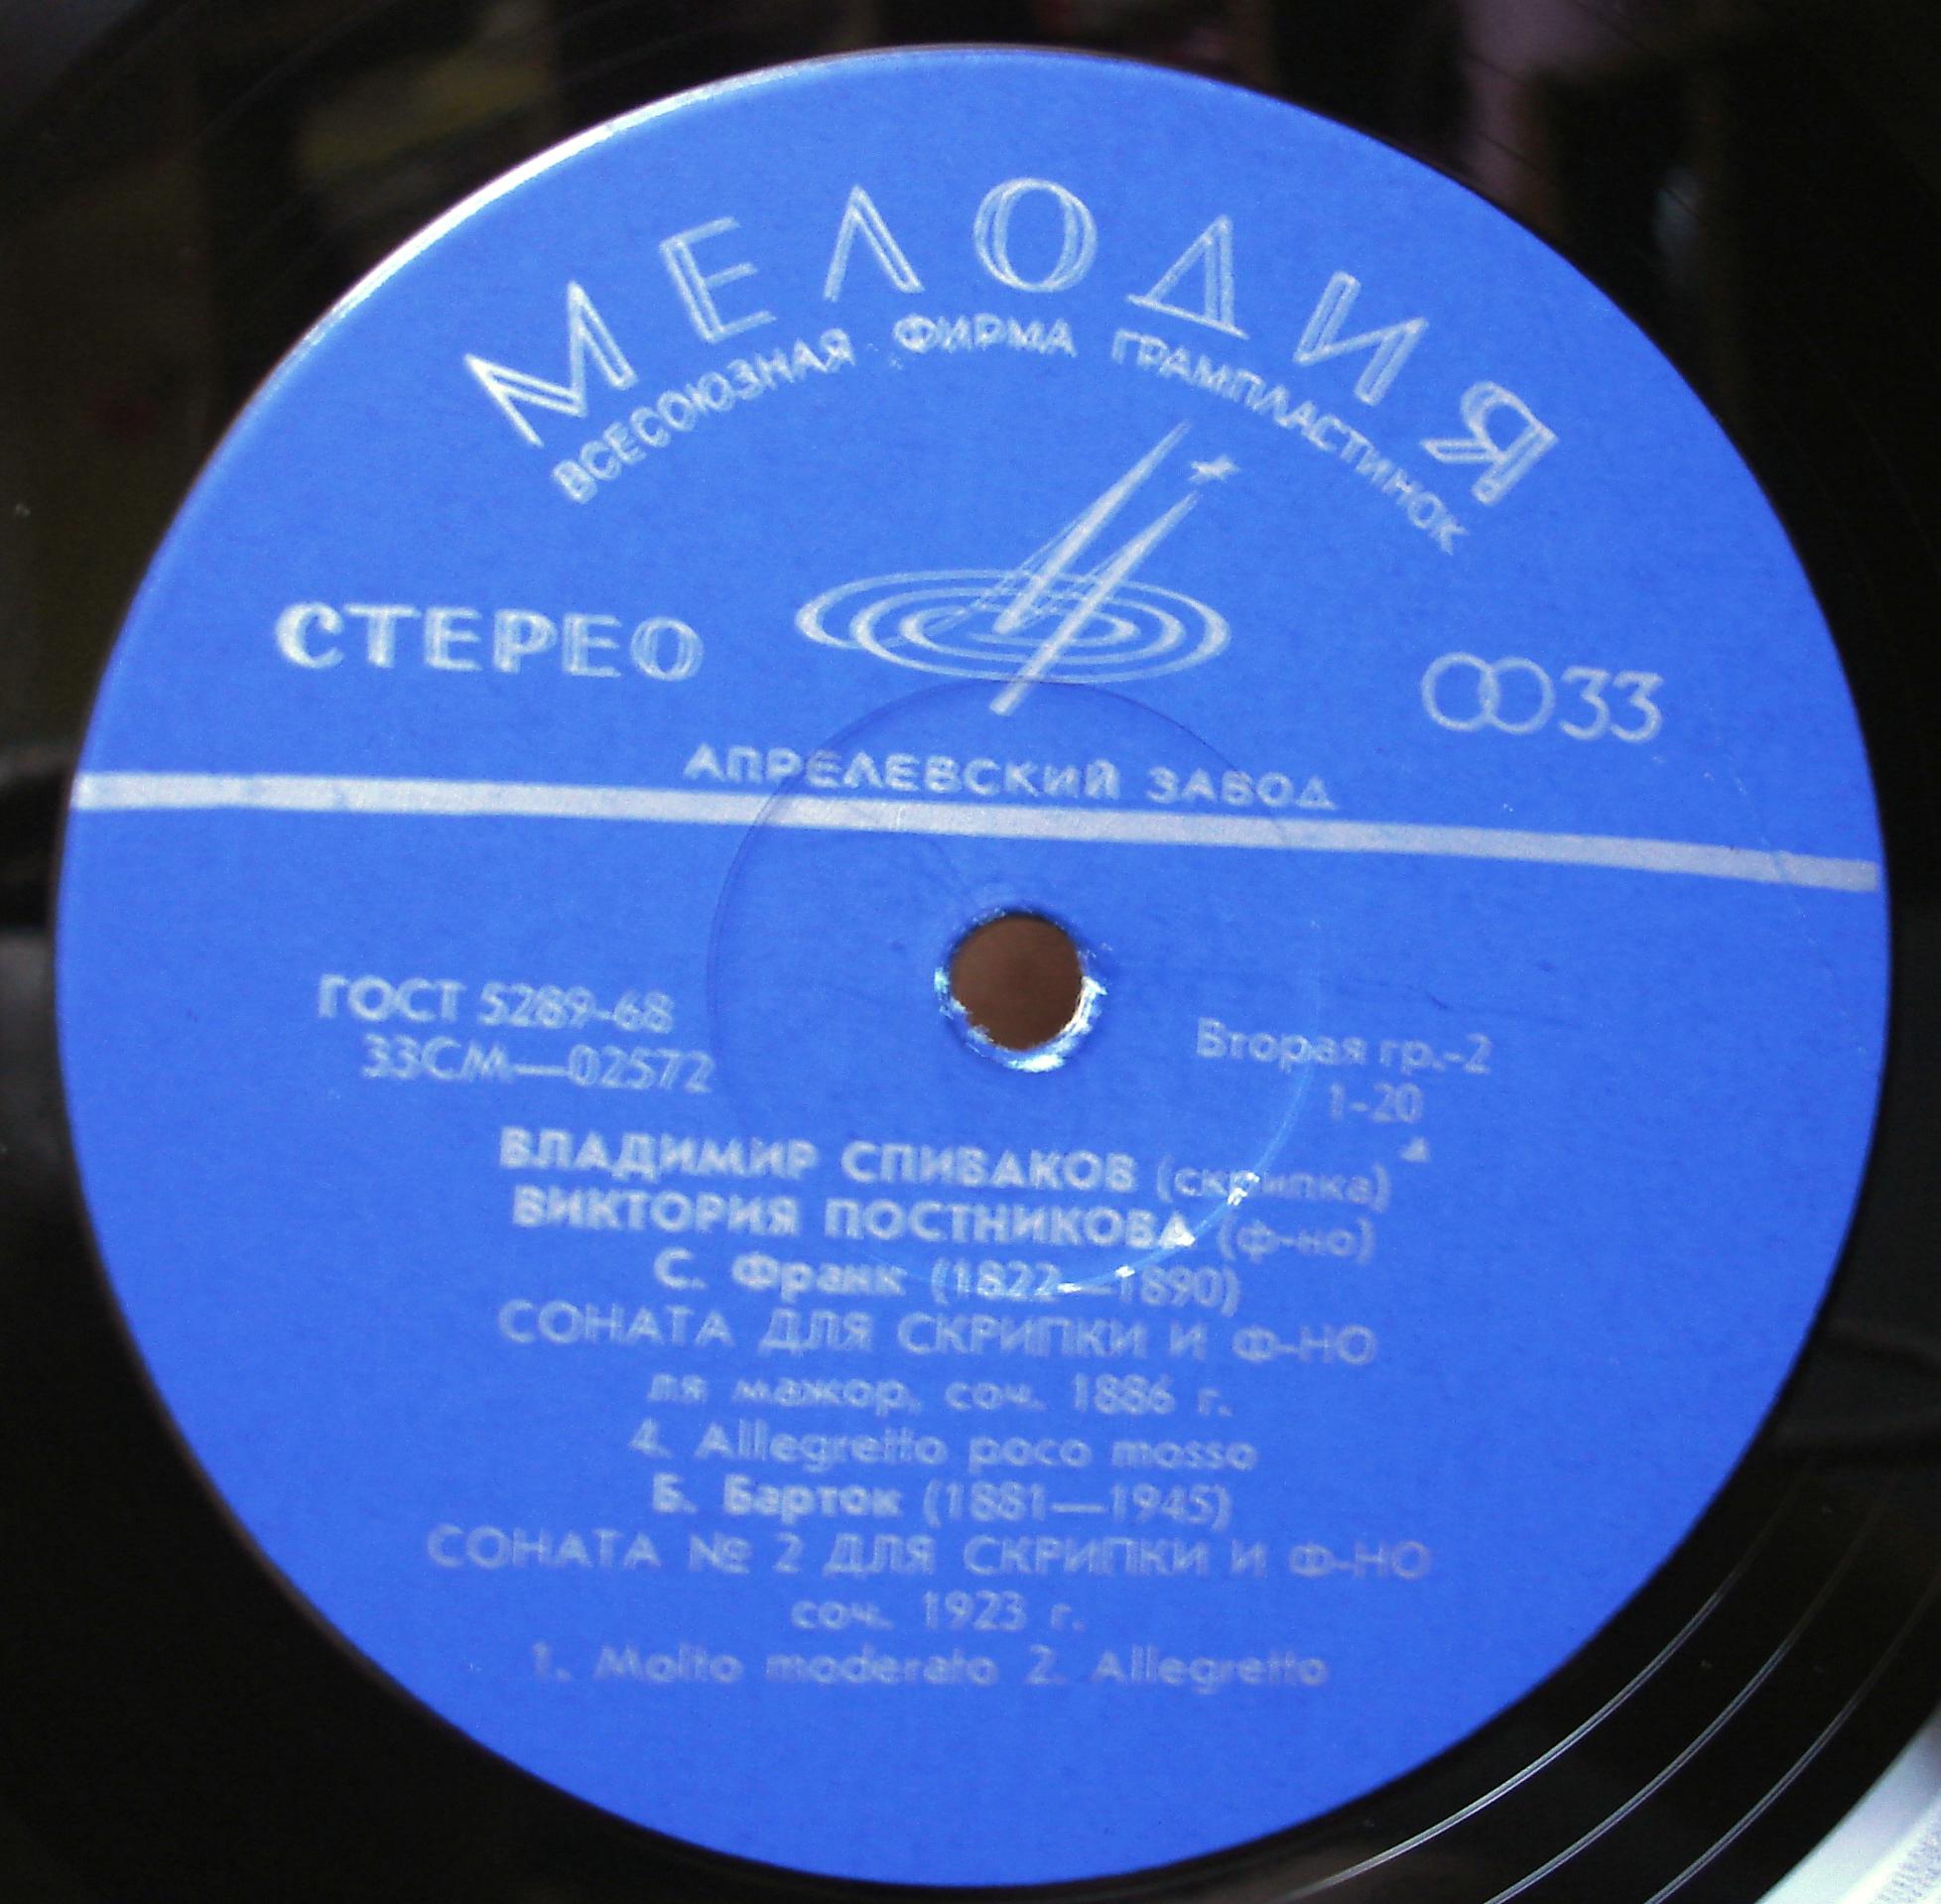 МЕЛОДИЯ
ВСЕСОЮЗНАЯ ФИРМА ГРАМПЛАСТИНОК
СТЕРЕО
33
АПРЕЛЕВСКИЙ ЗАВОД
ГОСТ 5289-68
33СМ—02572
Вторая гр.-2
1-20
ВЛАДИМИР СПИВАКОВ (скрипка)
ВИКТОРИЯ ПОСТНИКОВА (ф-но)
С. Франк (1822—1890)
СОНАТА ДЛЯ СКРИПКИ И Ф-НО
ля мажор, соч. 1886 г.
4. Allegretto poco mosso
Б. Барток (1881—1945)
СОНАТА № 2 ДЛЯ СКРИПКИ И Ф-НО
соч. 1923 г.
1. Molto moderato 2. Allegretto